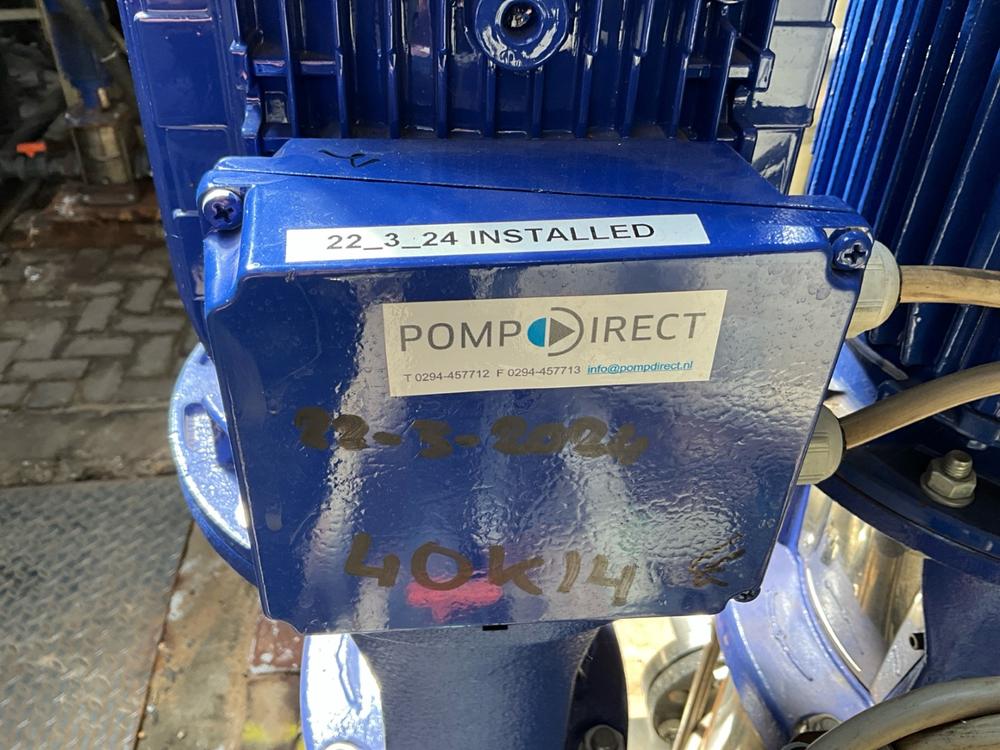 22_3_24 INSTALLED
POMPDIRECT
T 0294-457712 F 0294-457713 info@pompdirect.nl
22-3-2024
40K14